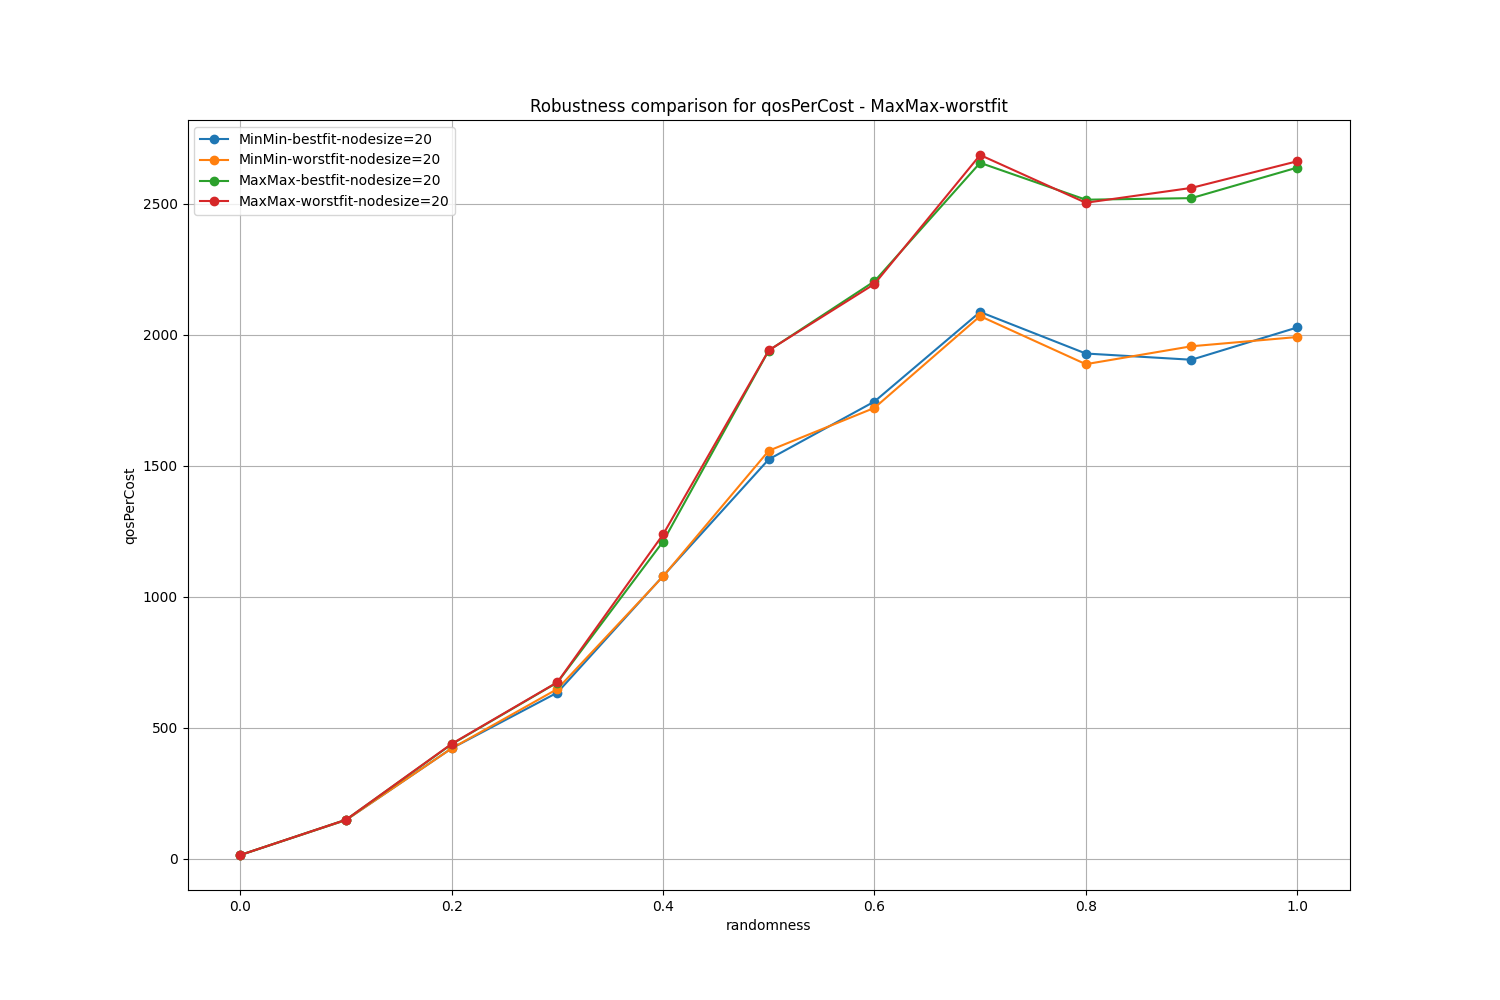 Robustness comparison for qosPerCost - MaxMax-worstfit
MinMin-bestfit-nodesize=20
MinMin-worstfit-nodesize=20
MaxMax-bestfit-nodesize=20
MaxMax-worstfit-nodesize=20
2500
2000
1500
1000
500
0
qosPerCost
0.0 0.2 0.4 0.6 0.8 1.0
randomness